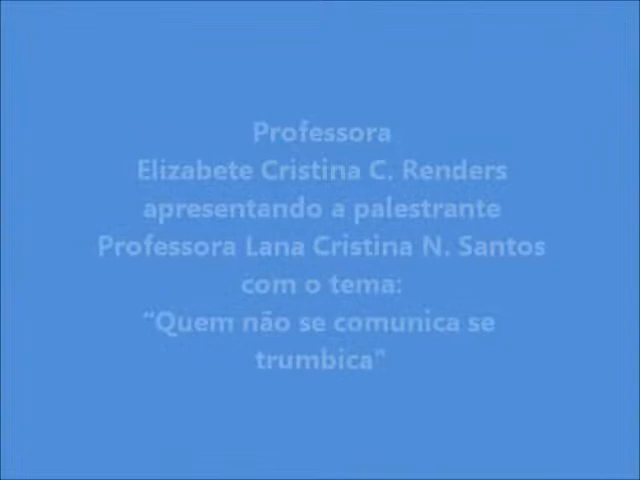 Professora
Elizabete Cristina C. Renders
apresentando a palestrante
Professora Lana Cristina N. Santos
com o tema:
“Quem não se comunica se
trumbica"